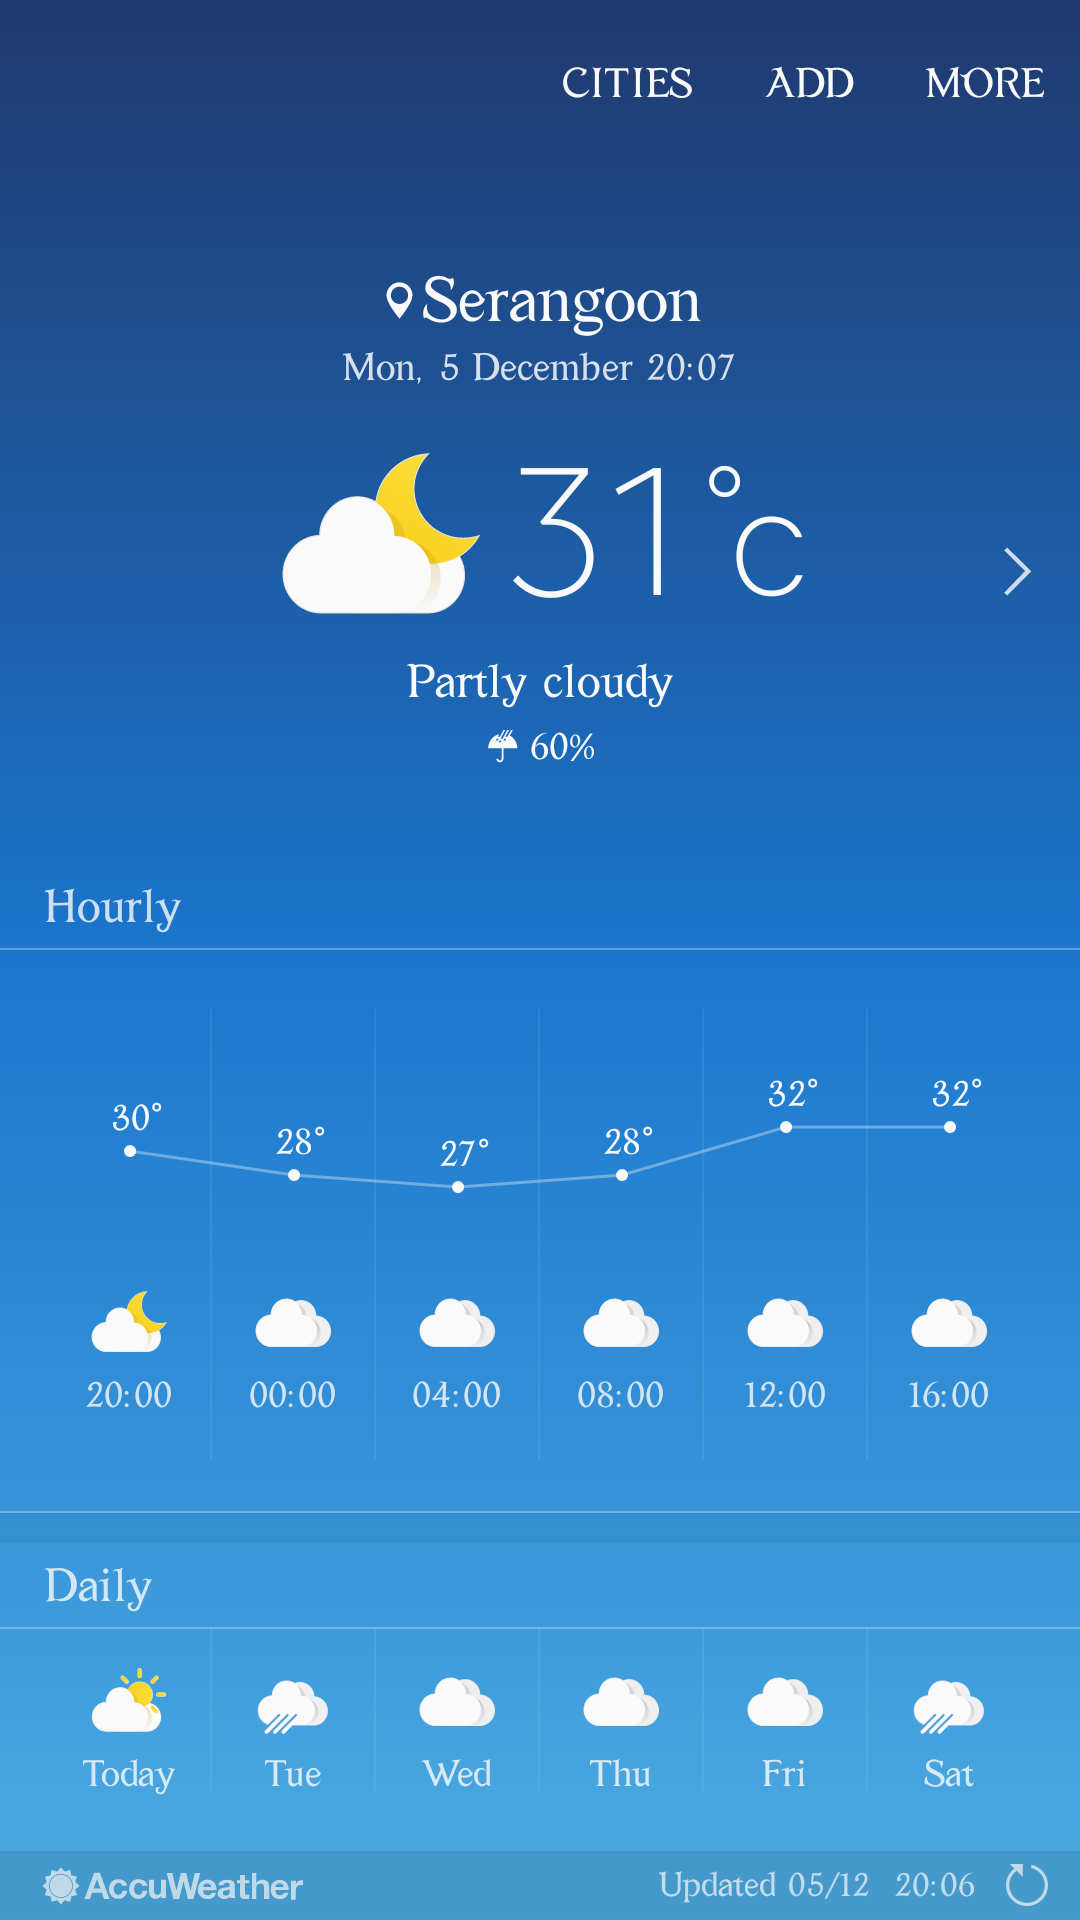 CITIES ADD MORE
Serangoon
Mon, 5 December 20:07
31°c
Partly cloudy
60%
Hourly
30° 28° 27° 28° 32° 32°
20:00 00:00 04:00 08:00 12:00 16:00
Daily
Today Tue Wed Thu Fri Sat
AccuWeather Updated 05/12 20:06